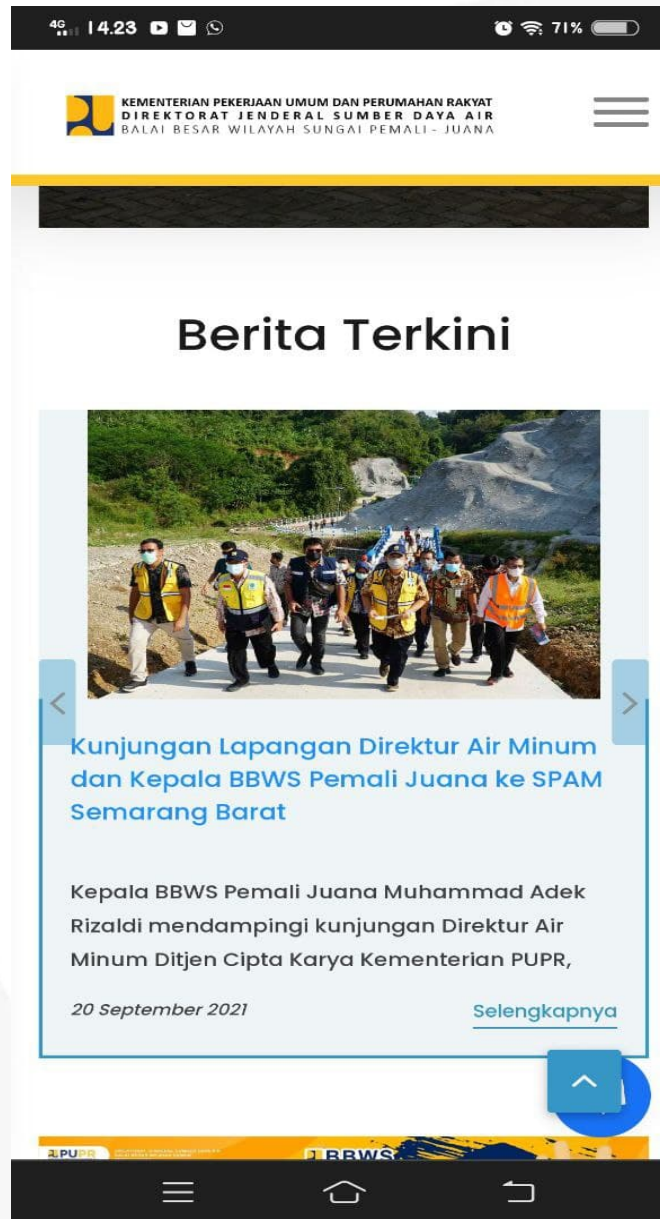 4G 14.23 71%
KEMENTERIAN PEKERJAAN UMUM DAN PERUMAHAN RAKYAT
DIREKTORAT JENDERAL SUMBER DAYA AIR
BALAI BESAR WILAYAH SUNGAI PEMALI - JUANA
Berita Terkini
Kunjungan Lapangan Direktur Air Minum
dan Kepala BBWS Pemali Juana ke SPAM
Semarang Barat
Kepala BBWS Pemali Juana Muhammad Adek
Rizaldi mendampingi kunjungan Direktur Air
Minum Ditjen Cipta Karya Kementerian PUPR,
20 September 2021 Selengkapnya
PUPR BBWS